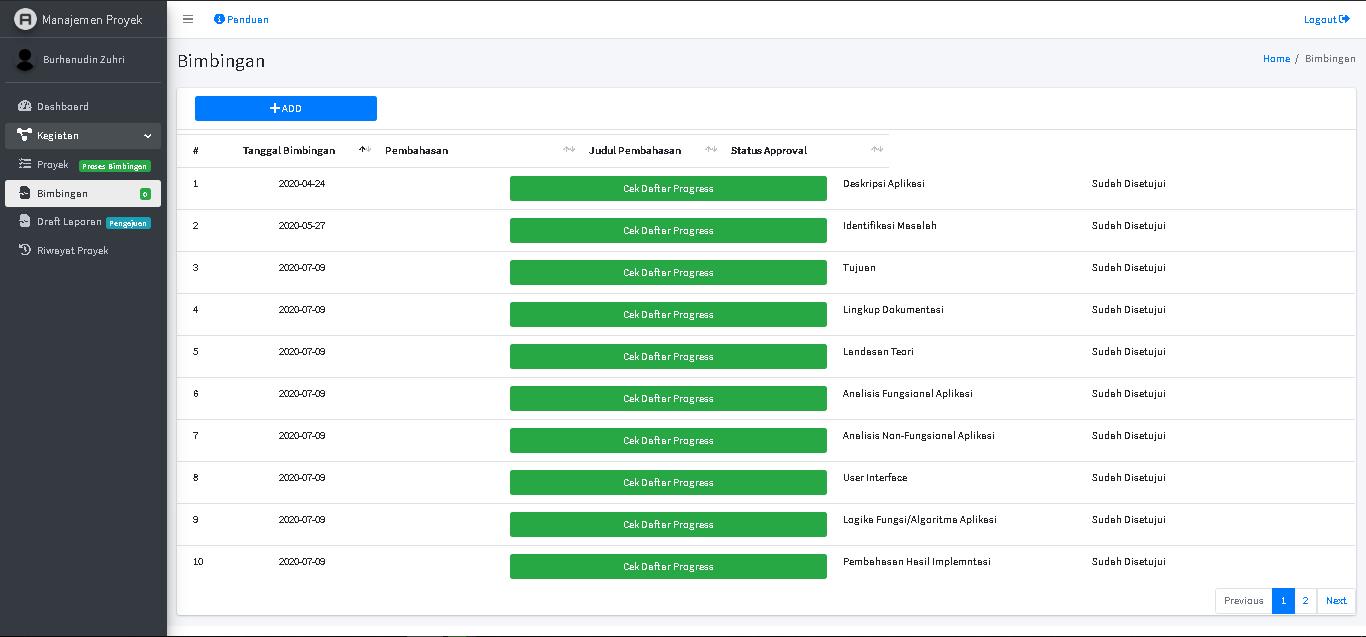 Manajemen Proyek
Panduan
Logout
Burhanudin Zuhri
Bimbingan
Home / Bimbingan
Dashboard
Kegiatan
Proyek Proses Bimbingan
Bimbingan 6
Draft Laporan Pengajuan
Riwayat Proyek
+ ADD
# Tanggal Bimbingan Pembahasan Judul Pembahasan Status Approval
1 2020-04-24 Cek Daftar Progress Deskripsi Aplikasi Sudah Disetujui
2 2020-05-27 Cek Daftar Progress Identifikasi Masalah Sudah Disetujui
3 2020-07-09 Cek Daftar Progress Tujuan Sudah Disetujui
4 2020-07-09 Cek Daftar Progress Lingkup Dokumentasi Sudah Disetujui
5 2020-07-09 Cek Daftar Progress Landasan Teori Sudah Disetujui
6 2020-07-09 Cek Daftar Progress Analisis Fungsional Aplikasi Sudah Disetujui
7 2020-07-09 Cek Daftar Progress Analisis Non-Fungsional Aplikasi Sudah Disetujui
8 2020-07-09 Cek Daftar Progress User Interface Sudah Disetujui
9 2020-07-09 Cek Daftar Progress Logika Fungsi/Algoritma Aplikasi Sudah Disetujui
10 2020-07-09 Cek Daftar Progress Pembahasan Hasil Implemntasi Sudah Disetujui
Previous 1 2 Next